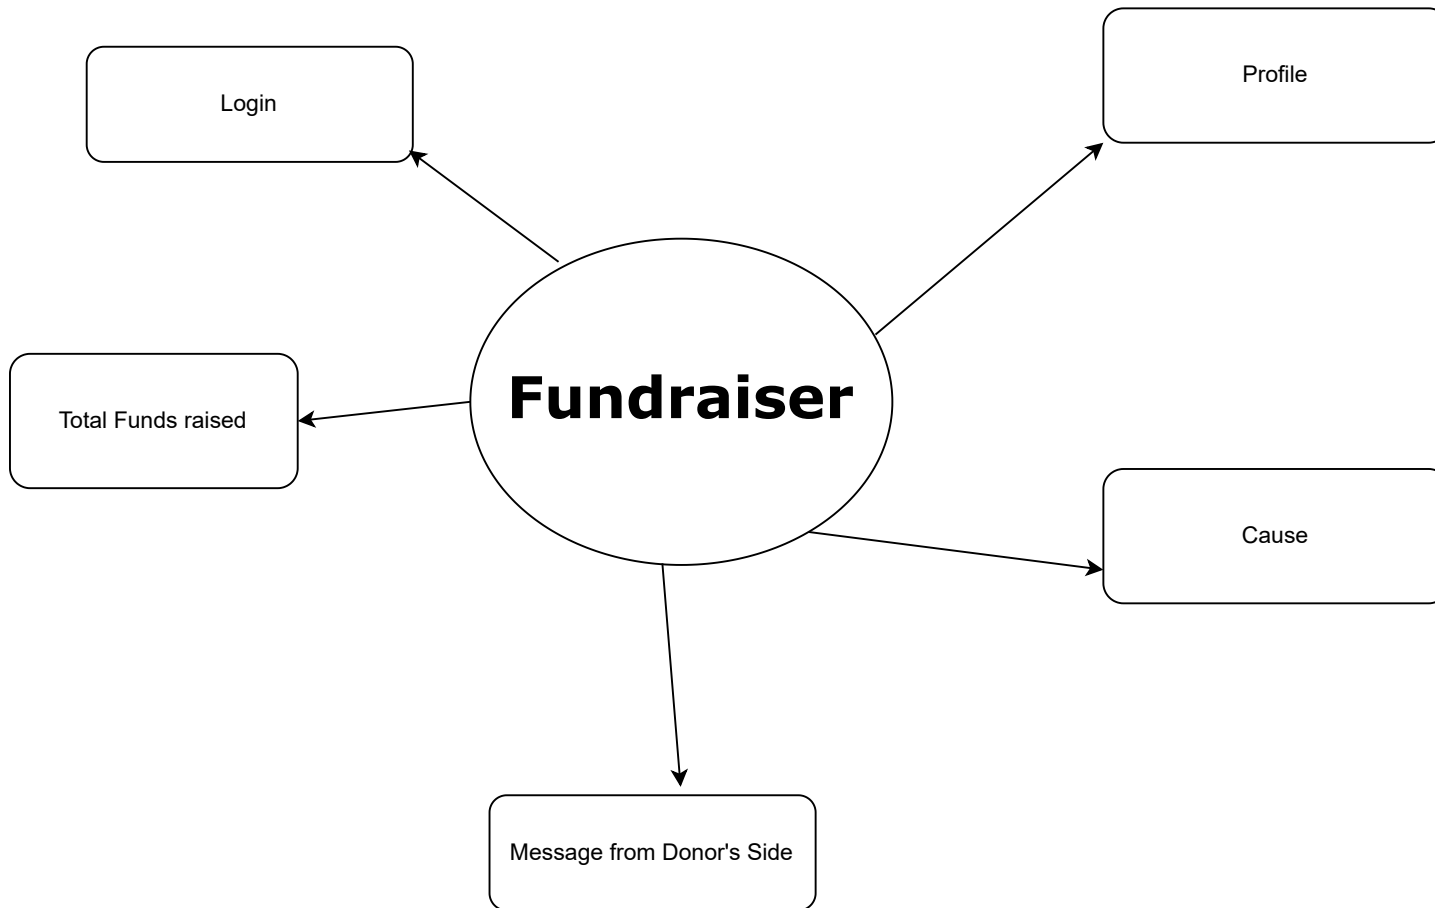 Login
Profile
Fundraiser
Total Funds raised
Cause
Message from Donor's Side